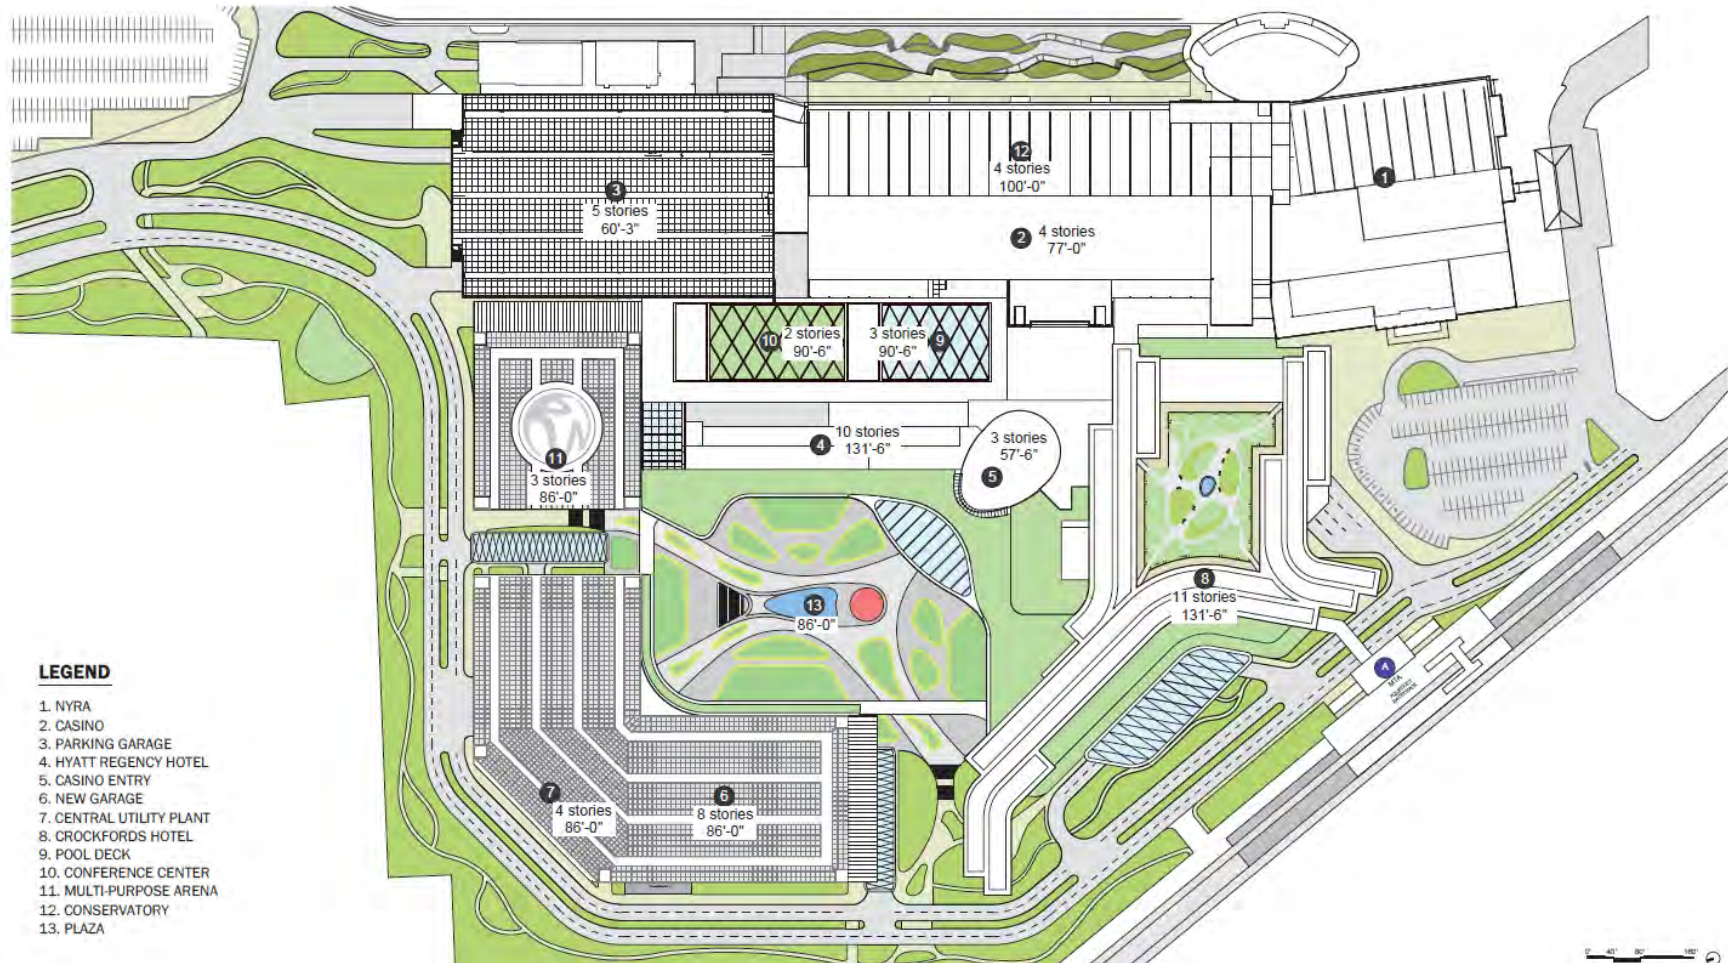 12
4 stories
100'-0"
1
3
5 stories
60'-3"
2
4 stories
77'-0"
10
2 stories
90'-6"
3 stories
90'-6"
9
4
10 stories
131'-6"
3 stories
57'-6"
5
11
3 stories
86'-0"
8
11 stories
131'-6"
13
86'-0"
A
MTA
7
4 stories
86'-0"
6
8 stories
86'-0"
LEGEND
1. NYRA
2. CASINO
3. PARKING GARAGE
4. HYATT REGENCY HOTEL
5. CASINO ENTRY
6. NEW GARAGE
7. CENTRAL UTILITY PLANT
8. CROCKFORDS HOTEL
9. POOL DECK
10. CONFERENCE CENTER
11. MULTI-PURPOSE ARENA
12. CONSERVATORY
13. PLAZA
0' 40' 80' 160'